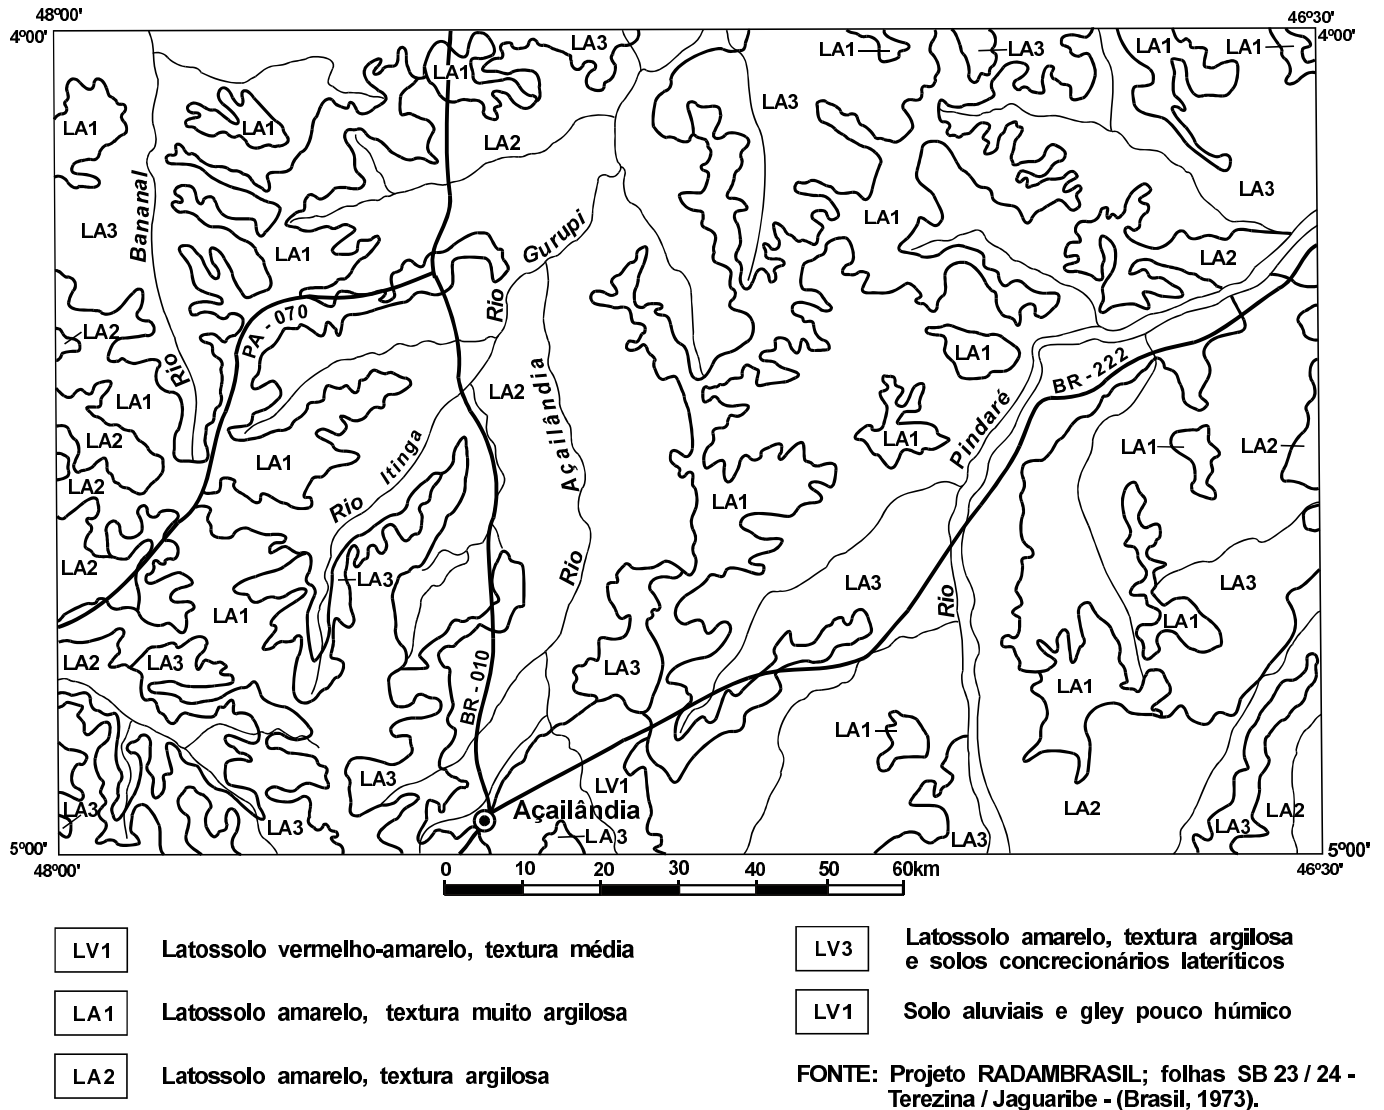 48º00'
46º30'
4º00'
4º00'
LA3
LA1
LA3
LA1
LA1
LA1
LA3
LA1
LA1
LA2
LA3
LA3
Bananal
LA1
LA1
Gurupi
LA2
Rio
PA - 070
LA2
Rio
LA1
BR - 222
LA2
Açailândia
LA1
Pindaré
LA2
LA1
LA1
LA2
LA1
Itinga
LA2
Rio
LA1
LA2
Rio
LA3
LA3
LA3
Rio
LA1
LA1
LA2
LA3
LA3
LA1
BR - 010
LA1
LA3
LV1
LA3
Açailândia
LA2
LA2
LA3
LA3
LA3
LA3
5º00'
5º00'
48º00'
46º30'
0 10 20 30 40 50 60km
LV1 Latossolo vermelho-amarelo, textura média
LA1 Latossolo amarelo, textura muito argilosa
LA2 Latossolo amarelo, textura argilosa
LV3 Latossolo amarelo, textura argilosa
e solos concrecionários lateríticos
LV1 Solo aluviais e gley pouco húmico
FONTE: Projeto RADAMBRASIL; folhas SB 23 / 24 -
Terezina / Jaguaribe - (Brasil, 1973).